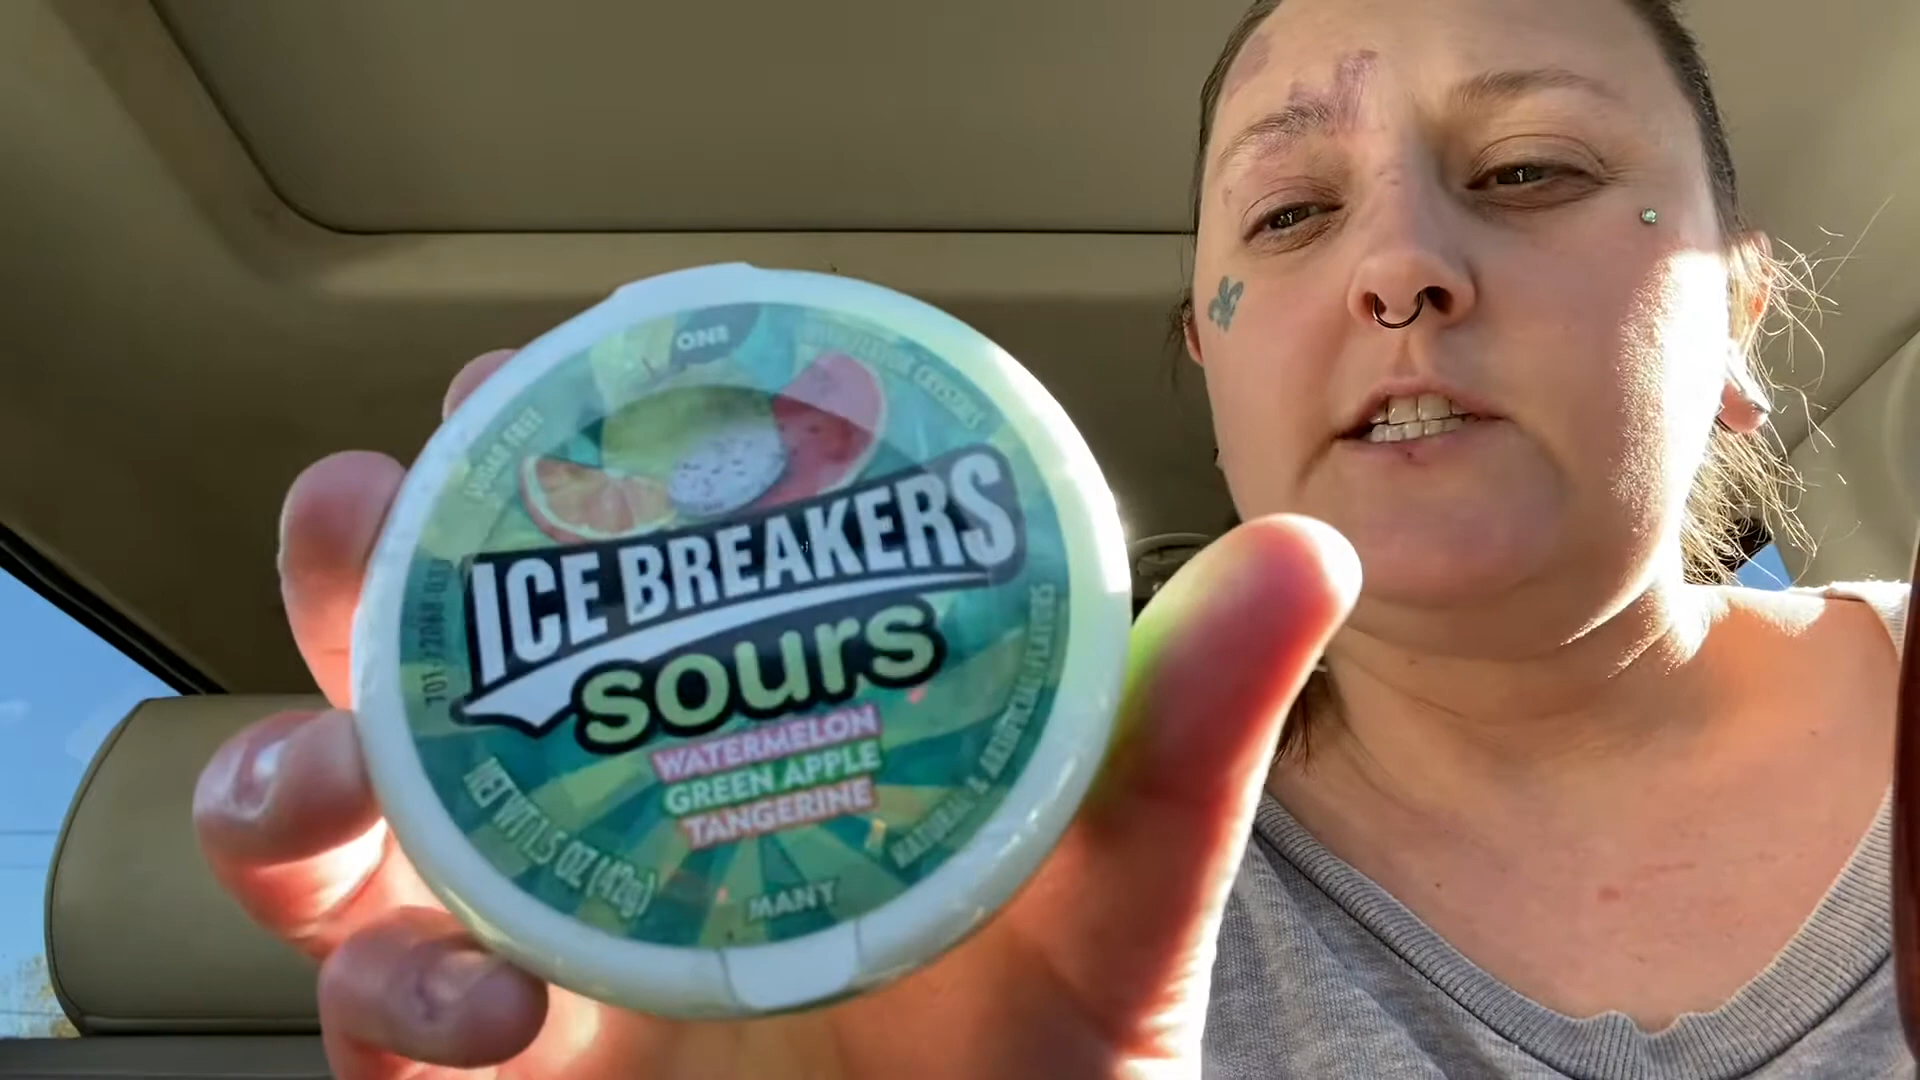 ONE
SUGAR FREE
ICE BREAKERS
sours
WATERMELON
GREEN APPLE
TANGERINE
NET WT 1.5 OZ (42g)
NATURAL & ARTIFICIAL FLAVORS
MANY